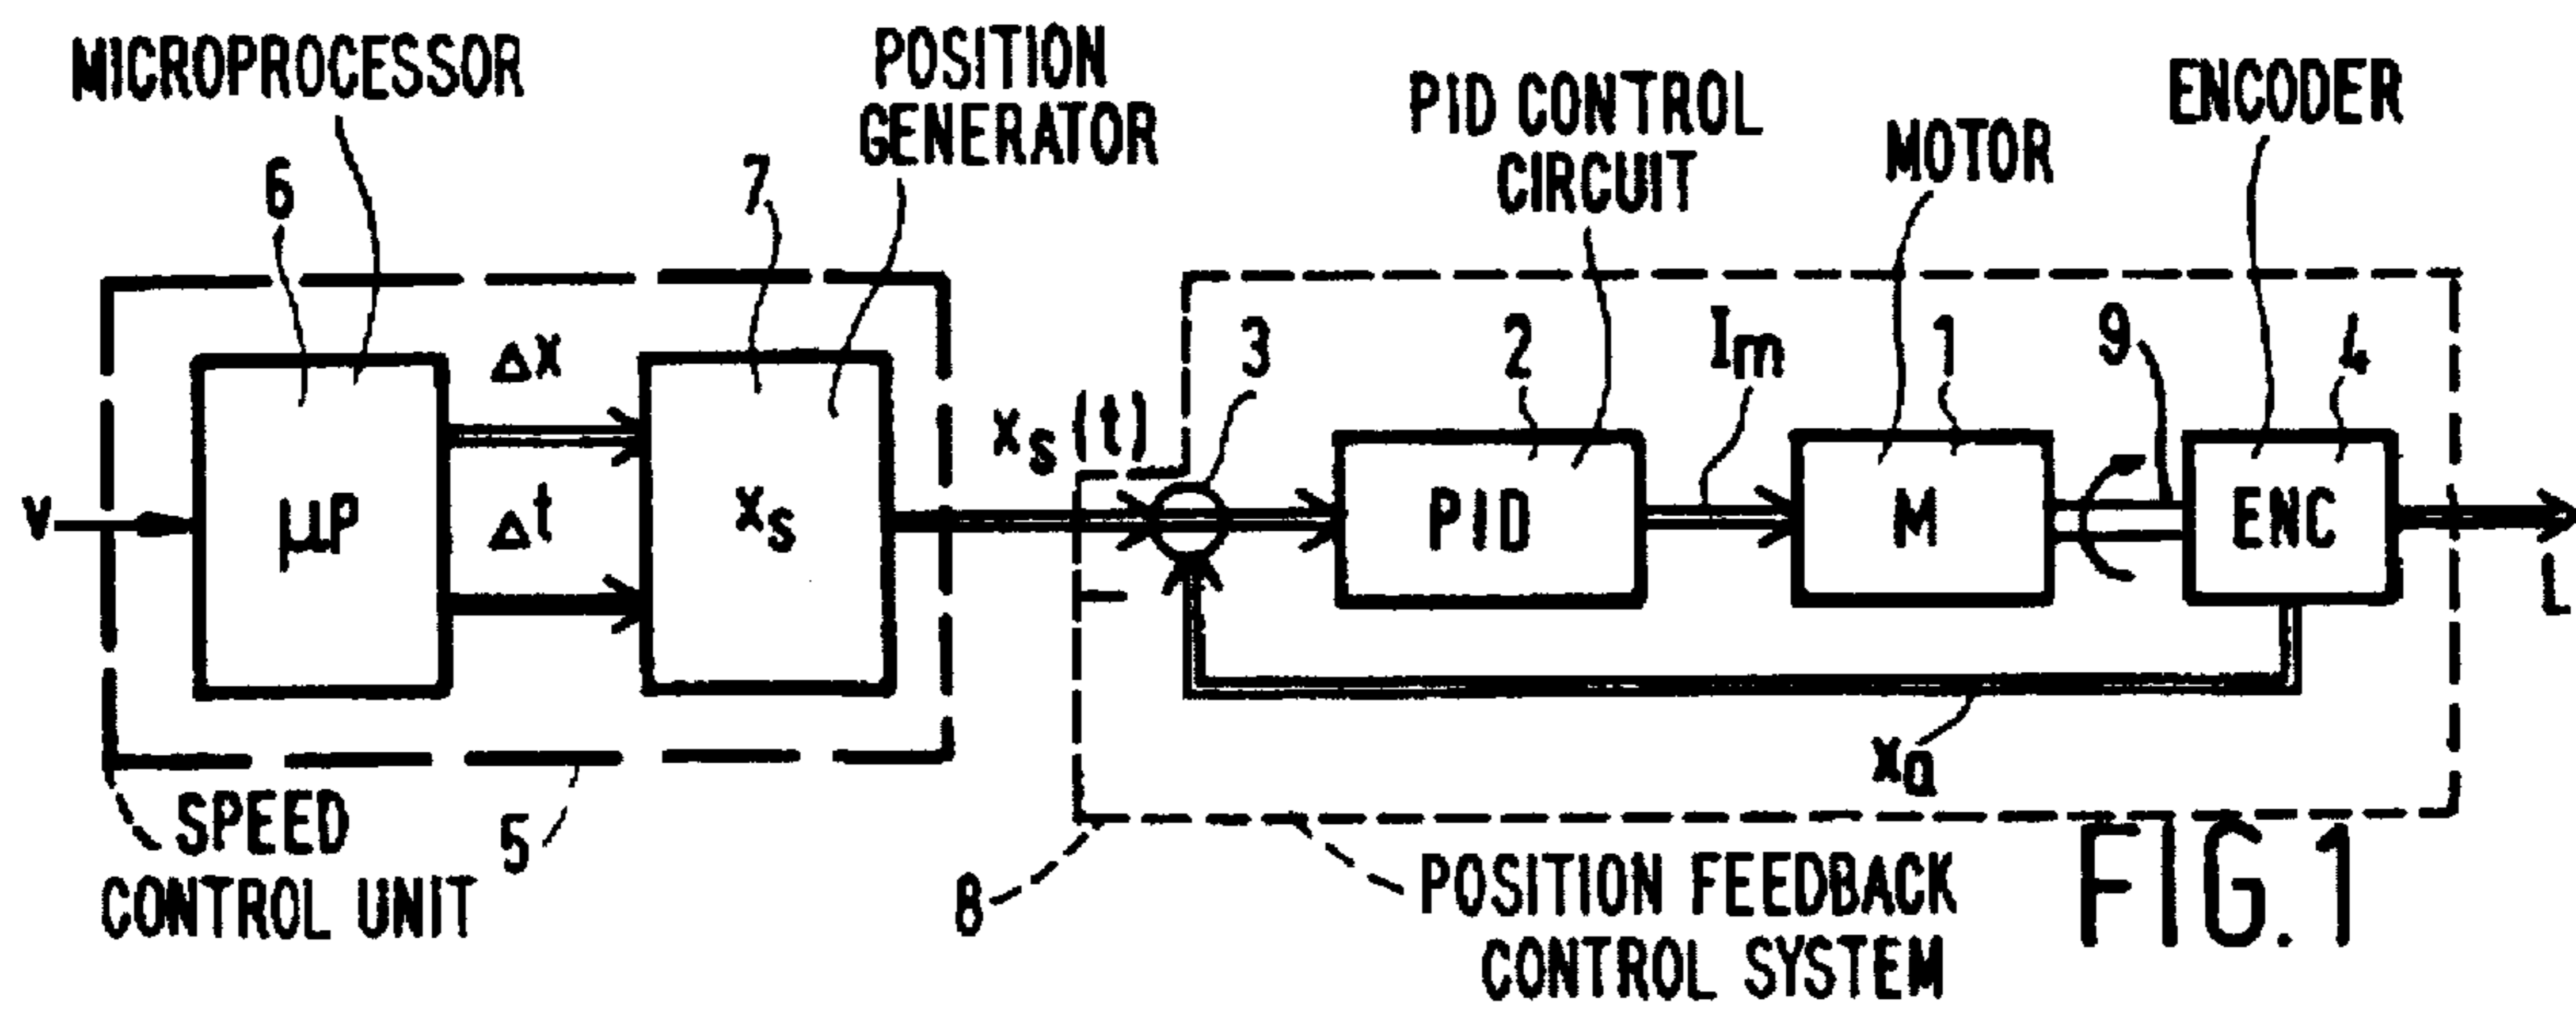 MICROPROCESSOR
POSITION
GENERATOR
PID CONTROL
CIRCUIT
MOTOR
ENCODER
6
7
3
2
Im
1
9
4
Δx
xs (t)
v
μP
Δt
xs
PID
M
ENC
L
xa
SPEED
CONTROL UNIT
5
8
POSITION FEEDBACK
CONTROL SYSTEM
FIG.1